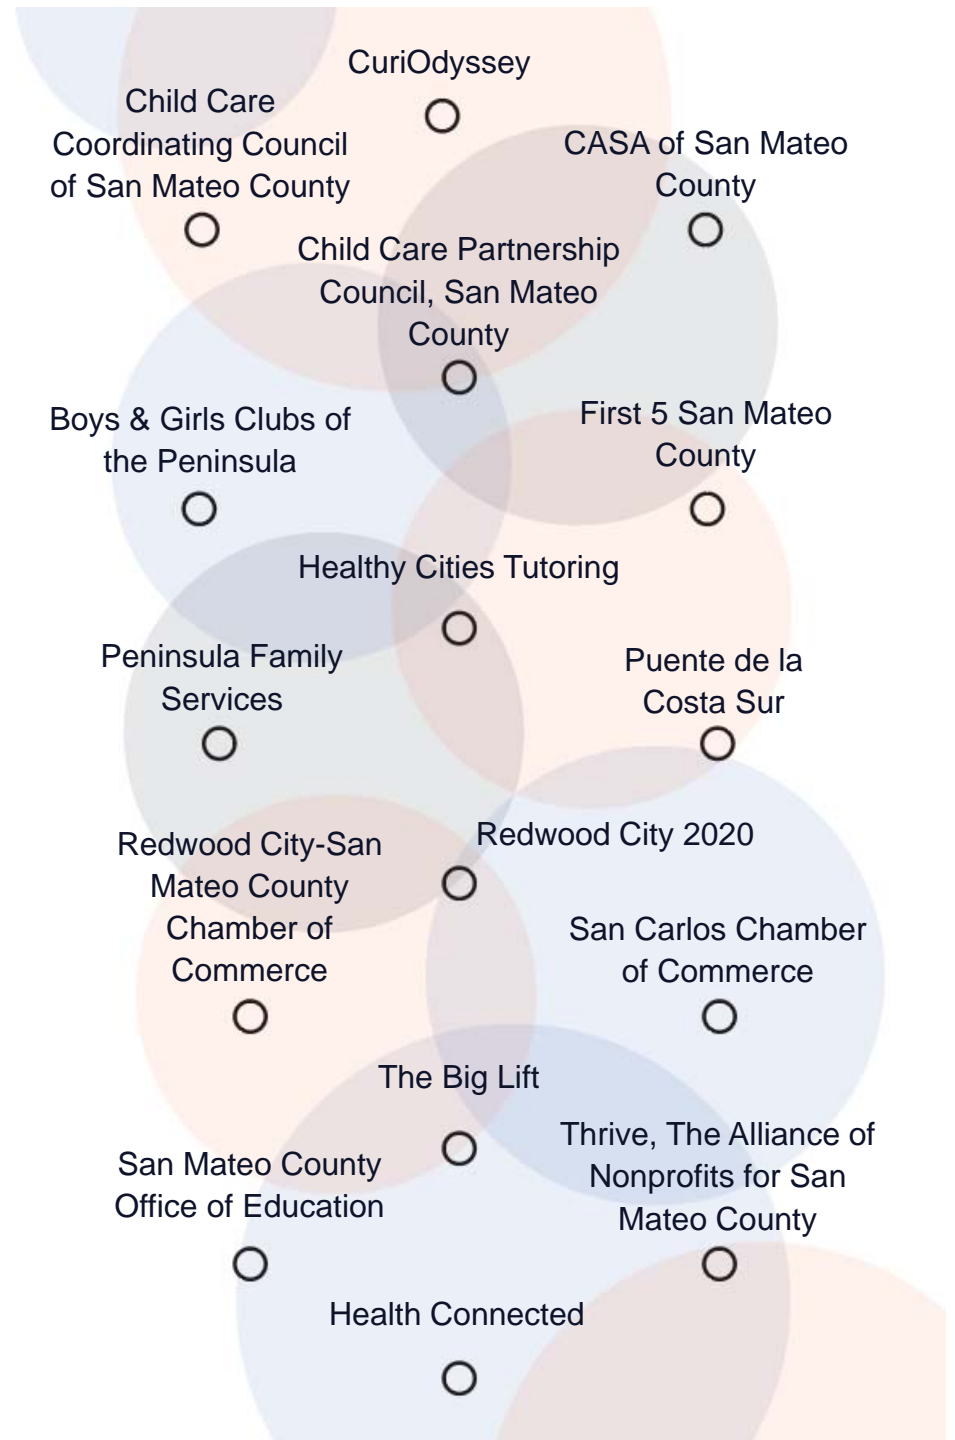 CuriOdyssey
Child Care
Coordinating Council
of San Mateo County
CASA of San Mateo
County
Child Care Partnership
Council, San Mateo
County
Boys & Girls Clubs of
the Peninsula
First 5 San Mateo
County
Healthy Cities Tutoring
Peninsula Family
Services
Puente de la
Costa Sur
Redwood City 2020
Redwood City-San
Mateo County
Chamber of
Commerce
San Carlos Chamber
of Commerce
The Big Lift
San Mateo County
Office of Education
Thrive, The Alliance of
Nonprofits for San
Mateo County
Health Connected